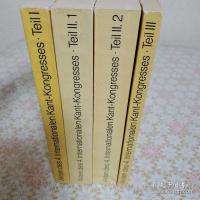 Akten des 4. Internationalen Kant-Kongresses · Teil I
Akten des 4. Internationalen Kant-Kongresses · Teil II. 1
Akten des 4. Internationalen Kant-Kongresses · Teil II. 2
Akten des 4. Internationalen Kant-Kongresses · Teil III